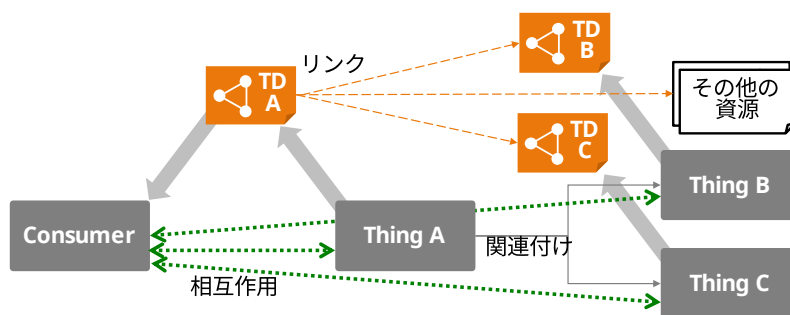 TD
B
リンク
TD
A
その他の
資源
TD
C
Thing B
Consumer
Thing A
関連付け
相互作用
Thing C